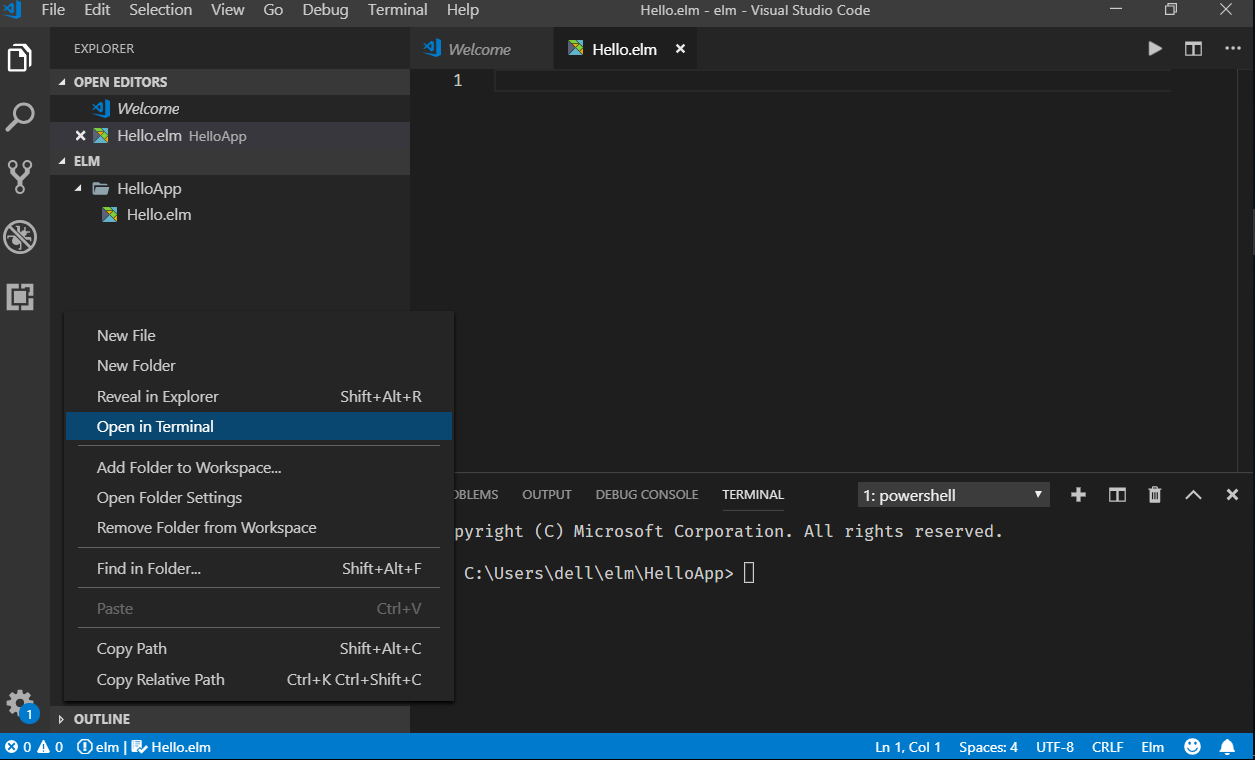 File Edit Selection View Go Debug Terminal Help Hello.elm - elm - Visual Studio Code
EXPLORER
OPEN EDITORS
Welcome
Hello.elm HelloApp
ELM
HelloApp
Hello.elm
Welcome Hello.elm
1
New File
New Folder
Reveal in Explorer Shift+Alt+R
Open in Terminal
Add Folder to Workspace...
Open Folder Settings
Remove Folder from Workspace
Find in Folder... Shift+Alt+F
Paste Ctrl+V
Copy Path Shift+Alt+C
Copy Relative Path Ctrl+K Ctrl+Shift+C
OBLEMS OUTPUT DEBUG CONSOLE TERMINAL 1: powershell
pyright (C) Microsoft Corporation. All rights reserved.
C:\Users\dell\elm\HelloApp>
1
OUTLINE
0 0 elm | Hello.elm Ln 1, Col 1 Spaces: 4 UTF-8 CRLF Elm